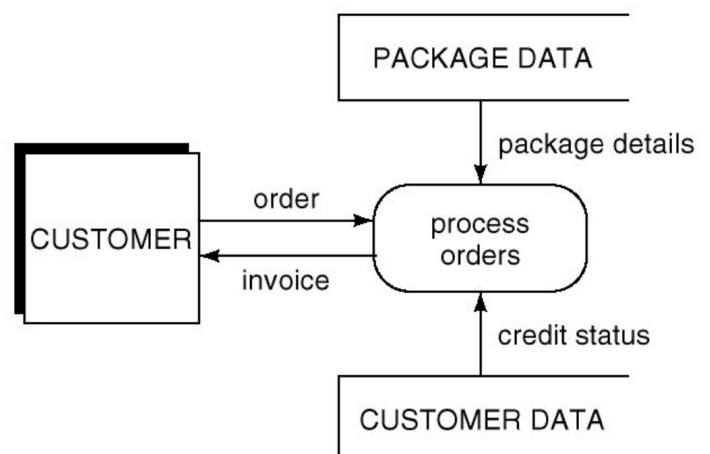 PACKAGE DATA
package details
order
CUSTOMER
process
orders
invoice
credit status
CUSTOMER DATA